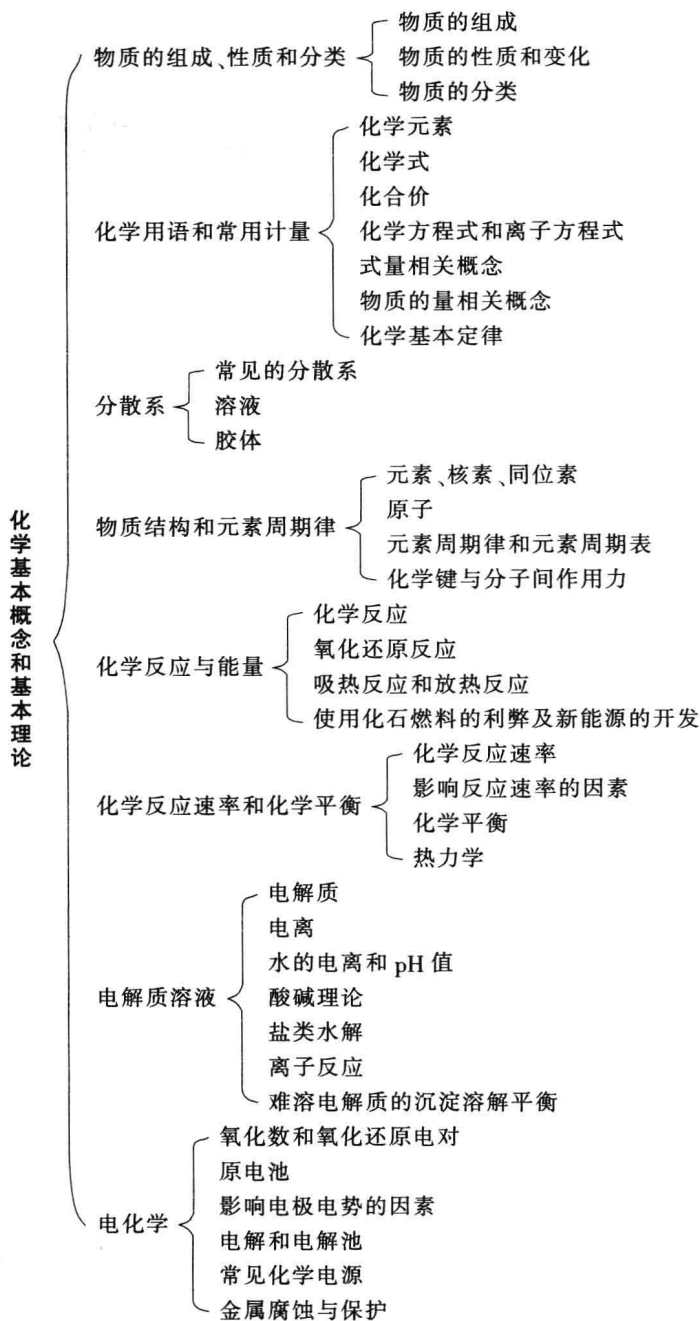 化学基本概念和基本理论
物质的组成、性质和分类
物质的组成
物质的性质和变化
物质的分类
化学用语和常用计量
化学元素
化学式
化合价
化学方程式和离子方程式
式量相关概念
物质的量相关概念
化学基本定律
分散系
常见的分散系
溶液
胶体
物质结构和元素周期律
元素、核素、同位素
原子
元素周期律和元素周期表
化学键与分子间作用力
化学反应与能量
化学反应
氧化还原反应
吸热反应和放热反应
使用化石燃料的利弊及新能源的开发
化学反应速率和化学平衡
化学反应速率
影响反应速率的因素
化学平衡
热力学
电解质溶液
电解质
电离
水的电离和 pH 值
酸碱理论
盐类水解
离子反应
难溶电解质的沉淀溶解平衡
电化学
氧化数和氧化还原电对
原电池
影响电极电势的因素
电解和电解池
常见化学电源
金属腐蚀与保护